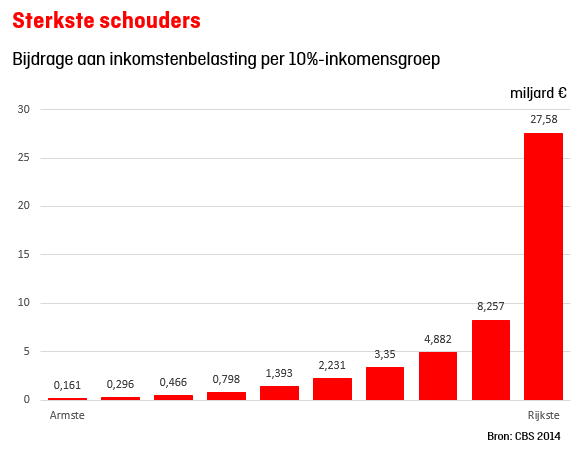 Sterkste schouders
Bijdrage aan inkomstenbelasting per 10%-inkomensgroep
miljard €
30
25
20
15
10
5
0
0,161
0,296
0,466
0,798
1,393
2,231
3,35
4,882
8,257
27,58
Armste
Rijkste
Bron: CBS 2014